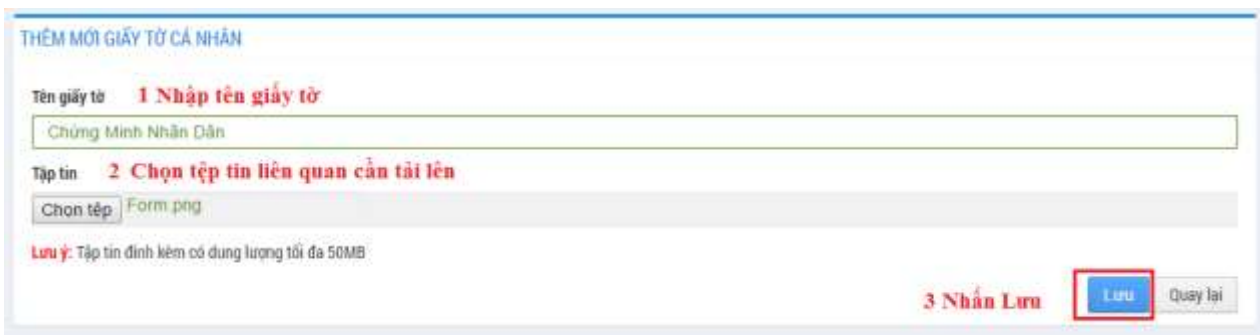 THÊM MỚI GIẤY TỜ CÁ NHÂN
Tên giấy tờ 1 Nhập tên giấy tờ
Chứng Minh Nhân Dân
Tập tin 2 Chọn tệp tin liên quan cần tải lên
Chọn tệp Form.png
Lưu ý: Tập tin đính kèm có dung lượng tối đa 50MB
3 Nhấn Lưu Lưu Quay lại